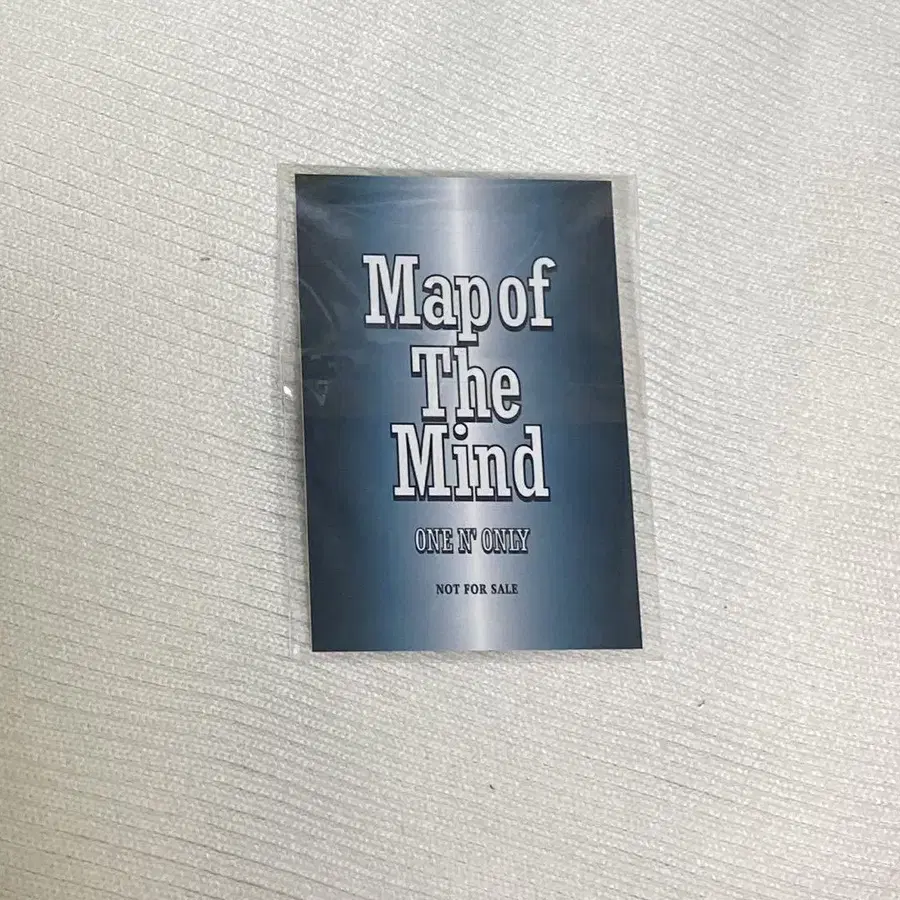 Map of
The
Mind
ONE N' ONLY
NOT FOR SALE